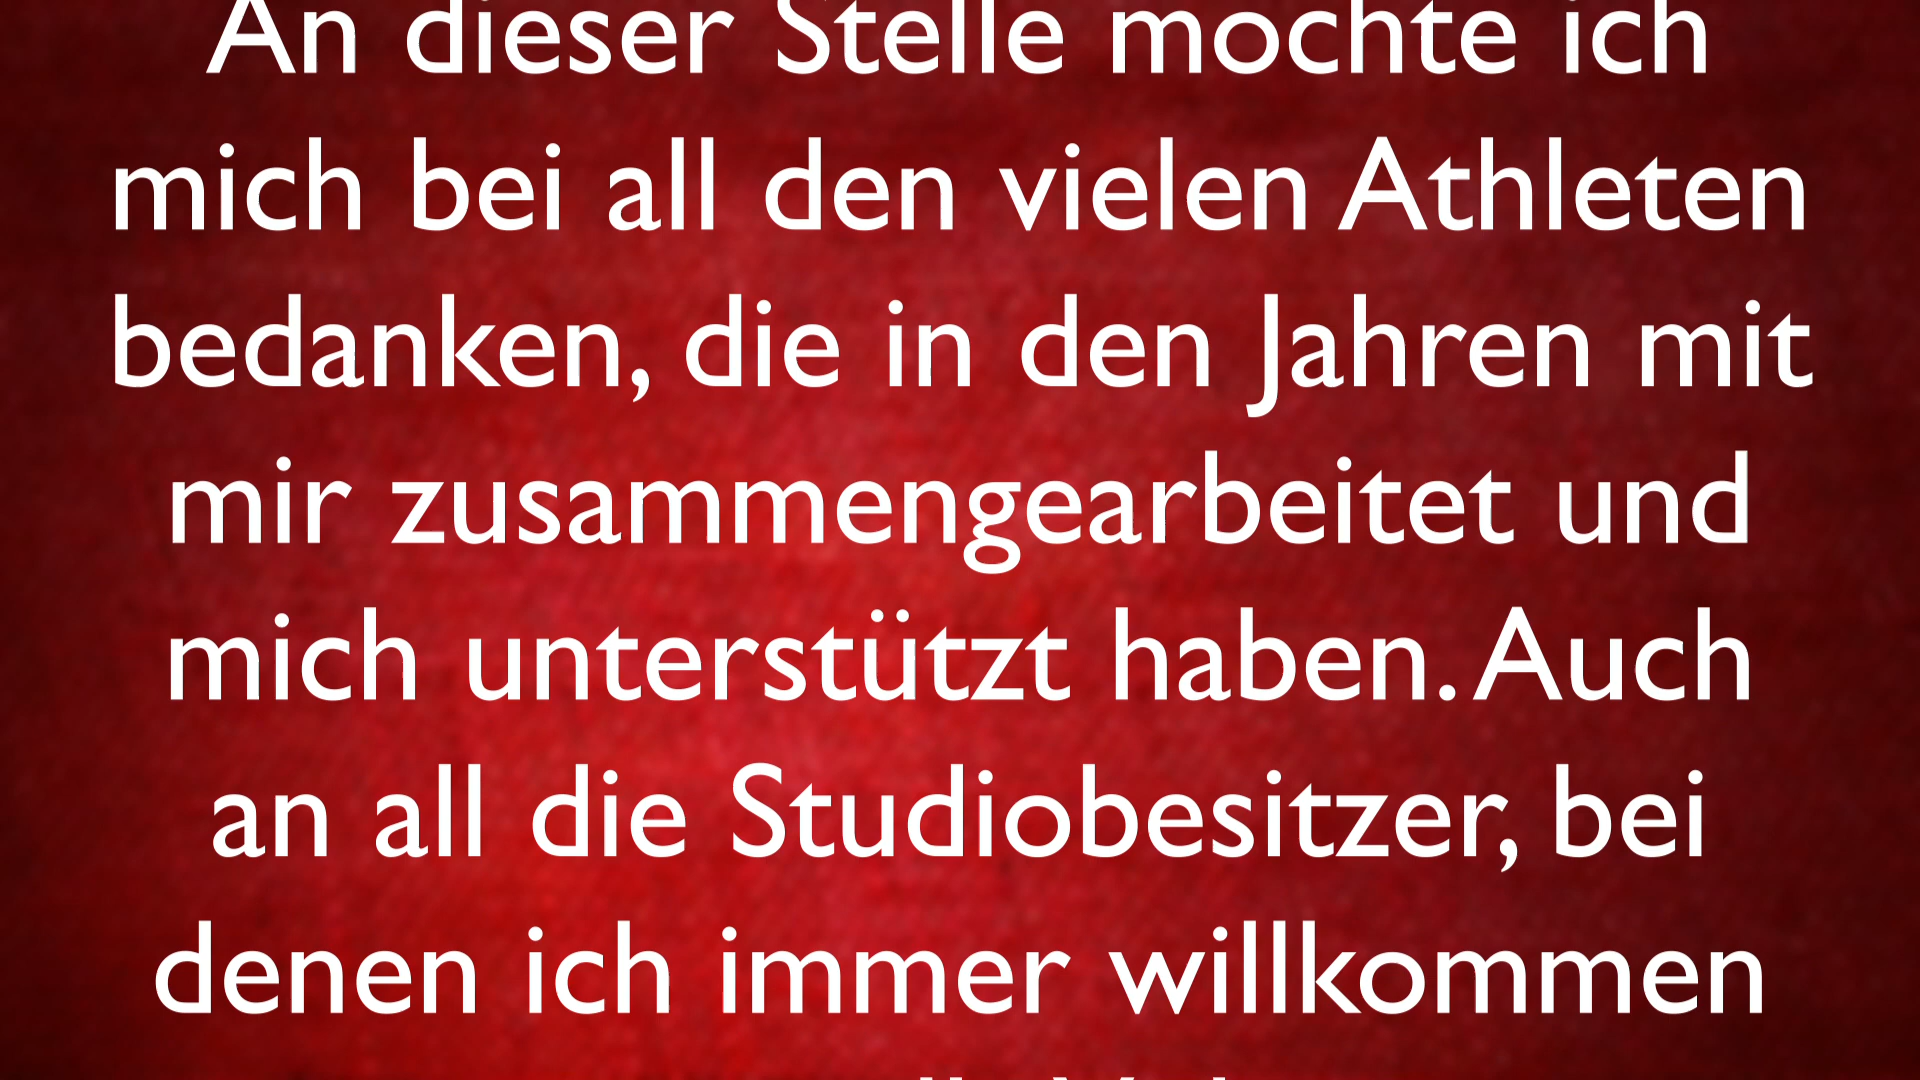 An dieser Stelle möchte ich
mich bei all den vielen Athleten
bedanken, die in den Jahren mit
mir zusammengearbeitet und
mich unterstützt haben. Auch
an all die Studiobesitzer, bei
denen ich immer willkommen